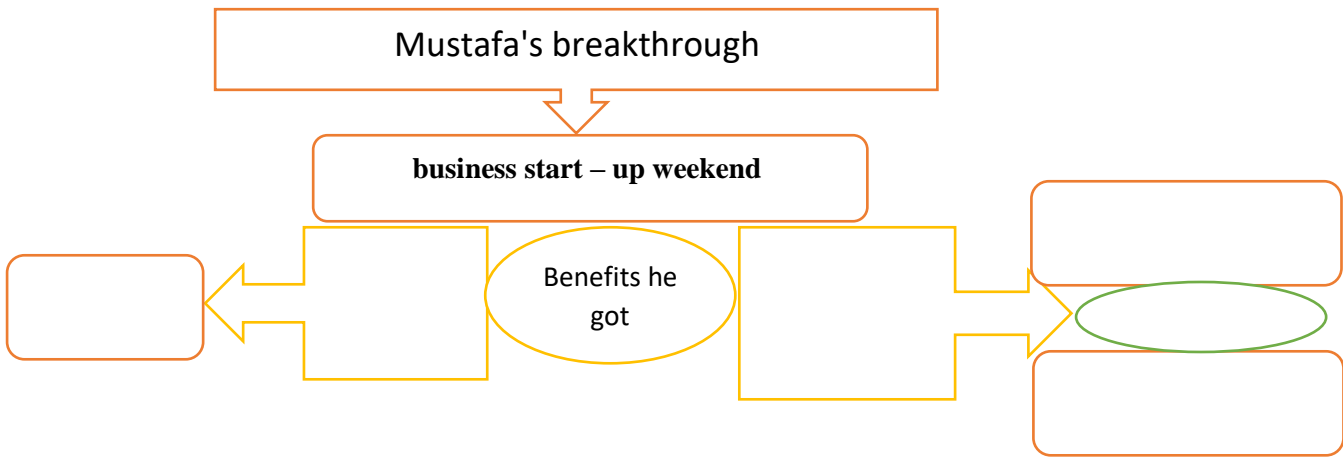 Mustafa's breakthrough
business start – up weekend
Benefits he
got